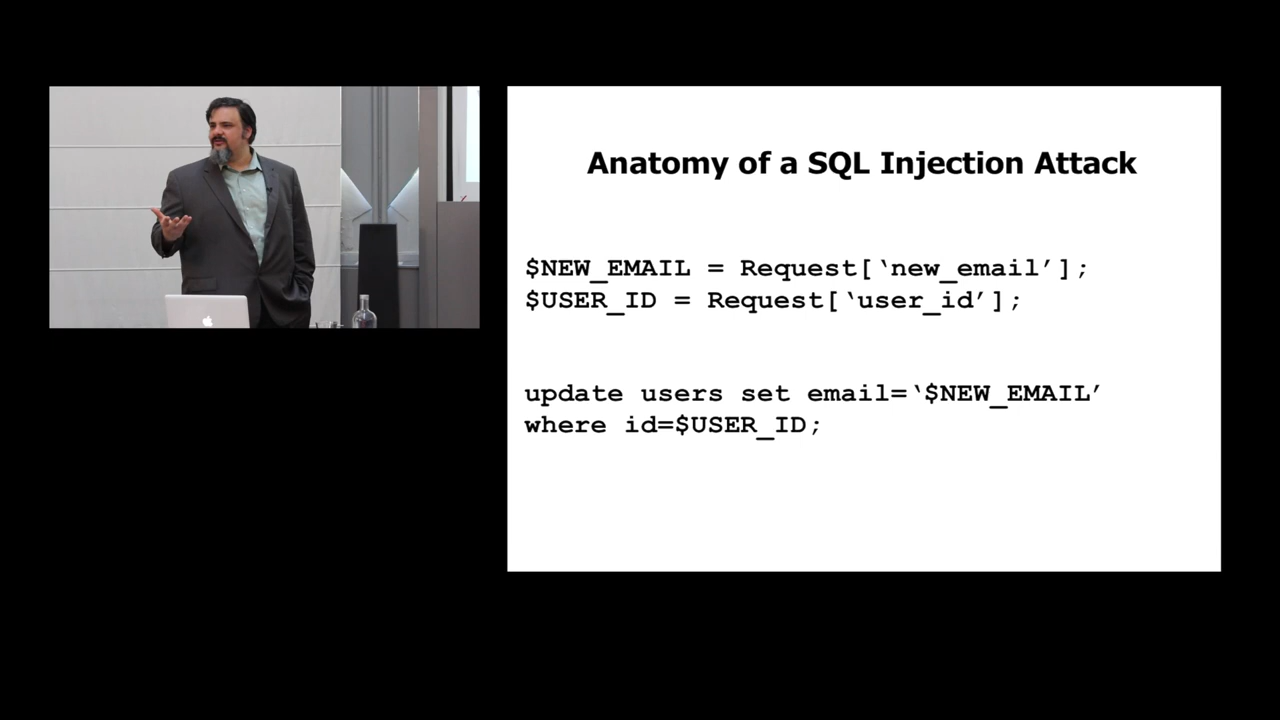 Anatomy of a SQL Injection Attack
$NEW_EMAIL = Request[‘new_email’];
$USER_ID = Request[‘user_id’];
update users set email=‘$NEW_EMAIL’
where id=$USER_ID;